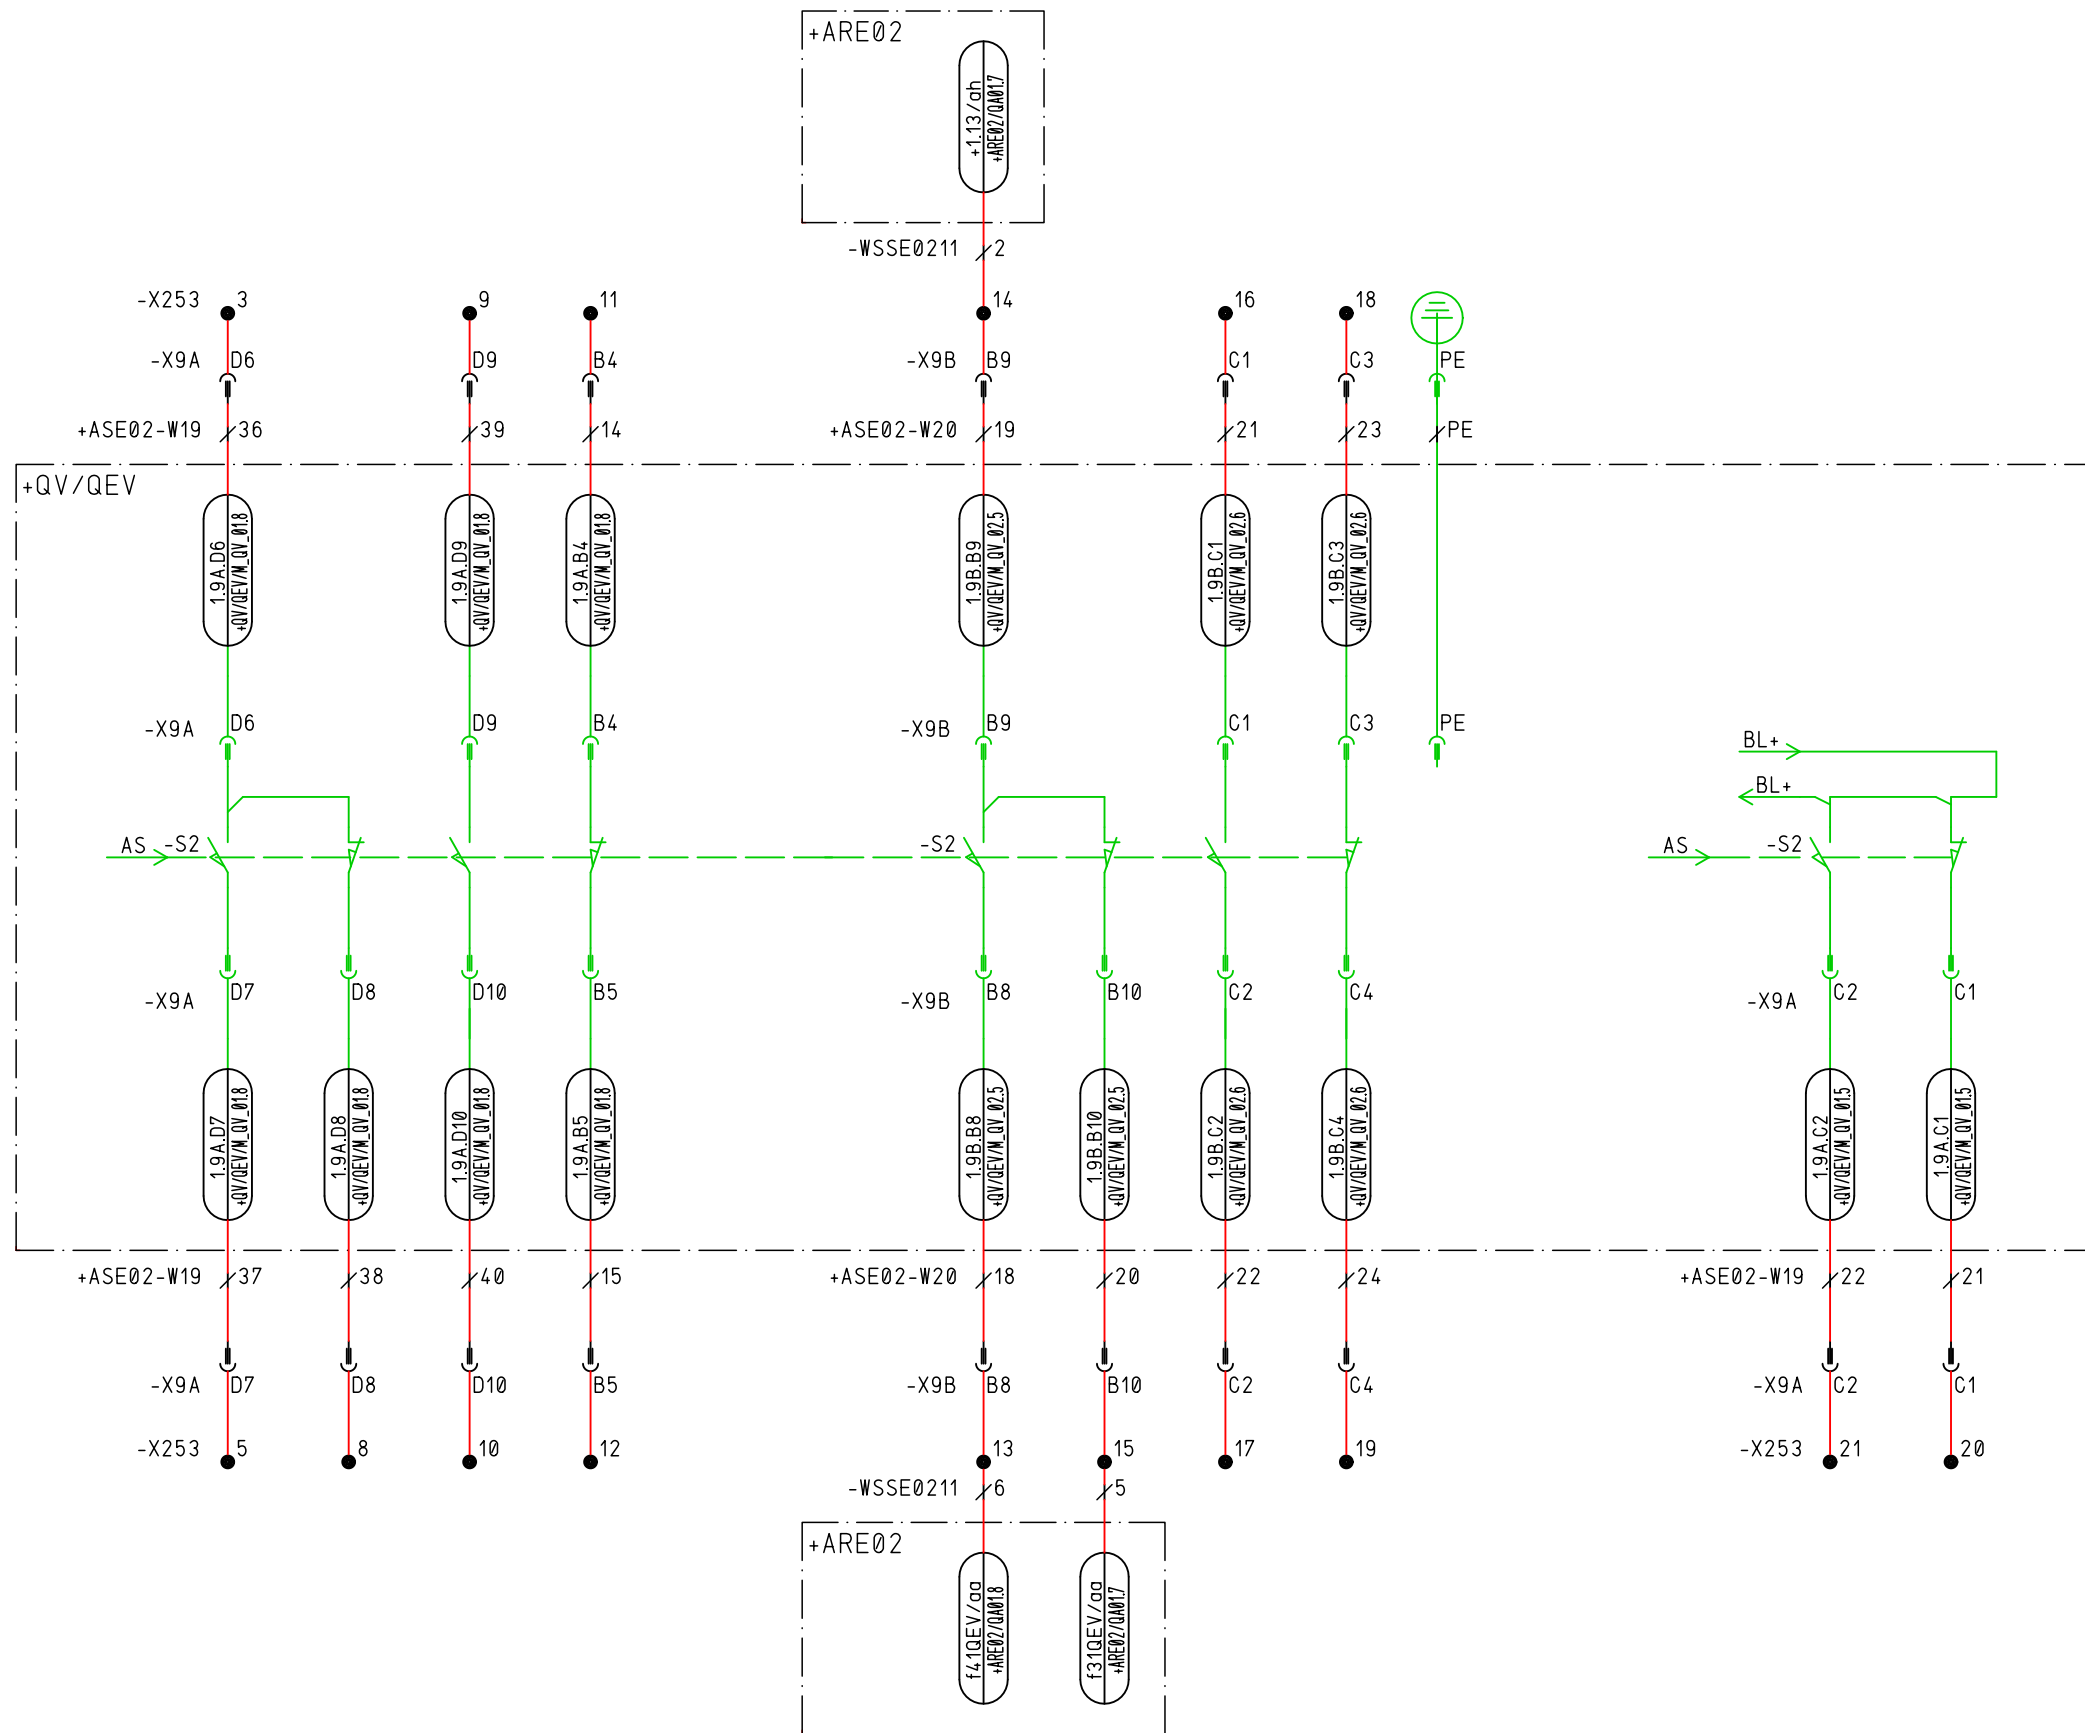 +ARE02
+1.13/ah
+ARE02/QA01.7
-WSSE0211 2
-X253 3 9 11 14 16 18
-X9A D6 D9 B4 -X9B B9 C1 C3 PE
+ASE02-W19 36 39 14 +ASE02-W20 19 21 23 PE
+QV/QEV
1.9A.D6
+QV/QEV/M_QV_01.8
1.9A.D9
+QV/QEV/M_QV_01.8
1.9A.B4
+QV/QEV/M_QV_01.8
1.9B.B9
+QV/QEV/M_QV_02.5
1.9B.C1
+QV/QEV/M_QV_02.6
1.9B.C3
+QV/QEV/M_QV_02.6
-X9A D6 D9 B4 -X9B B9 C1 C3 PE
BL+
BL+
AS -S2 -S2 AS -S2
-X9A D7 D8 D10 B5 -X9B B8 B10 C2 C4 -X9A C2 C1
1.9A.D7
+QV/QEV/M_QV_01.8
1.9A.D8
+QV/QEV/M_QV_01.8
1.9A.D10
+QV/QEV/M_QV_01.8
1.9A.B5
+QV/QEV/M_QV_01.8
1.9B.B8
+QV/QEV/M_QV_02.5
1.9B.B10
+QV/QEV/M_QV_02.5
1.9B.C2
+QV/QEV/M_QV_02.6
1.9B.C4
+QV/QEV/M_QV_02.6
1.9A.C2
+QV/QEV/M_QV_01.5
1.9A.C1
+QV/QEV/M_QV_01.5
+ASE02-W19 37 38 40 15 +ASE02-W20 18 20 22 24 +ASE02-W19 22 21
-X9A D7 D8 D10 B5 -X9B B8 B10 C2 C4 -X9A C2 C1
-X253 5 8 10 12 13 15 17 19 -X253 21 20
-WSSE0211 6 5
+ARE02
f41QEV/aa
+ARE02/QA01.8
f31QEV/aa
+ARE02/QA01.7